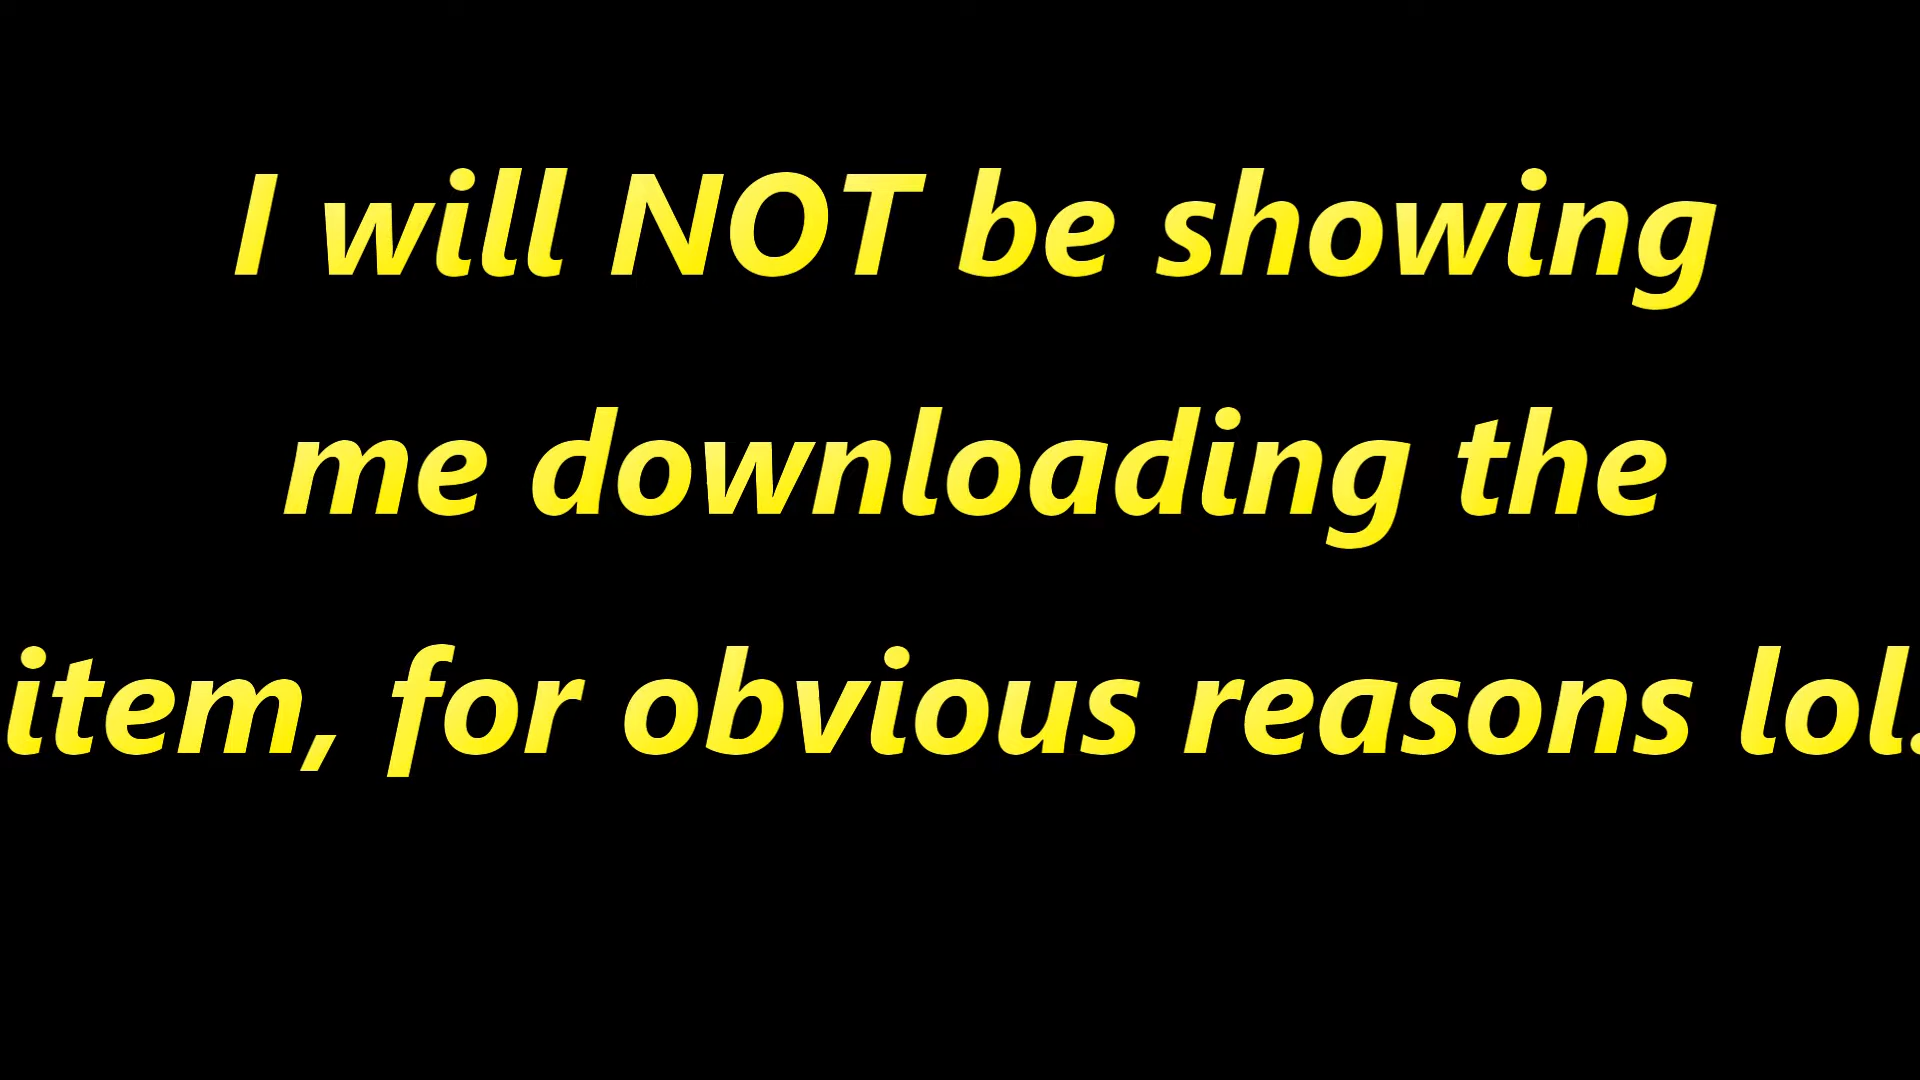 I will NOT be showing
me downloading the
item, for obvious reasons lol.